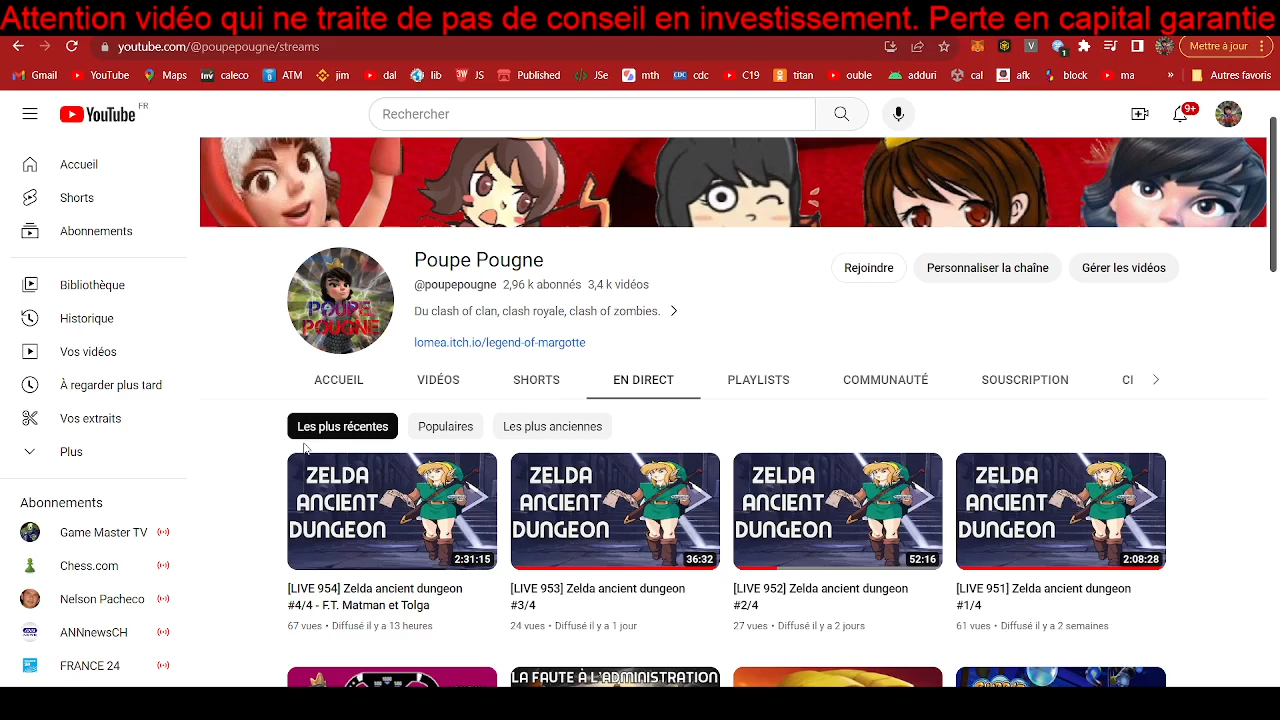 Attention vidéo qui ne traite de pas de conseil en investissement. Perte en capital garantie
youtube.com/@poupepougne/streams
1
Mettre à jour
Gmail YouTube Maps inv caleco ATM jim dal lib JS Published JSe mth CDC cdc C19 titan ouble adduri cal afk block ma » Autres favoris
YouTube FR
Rechercher
9+
Accueil
Shorts
Abonnements
Bibliothèque
Historique
Vos vidéos
À regarder plus tard
Vos extraits
Plus
Abonnements
Game Master TV
Chess.com
Nelson Pacheco
ANNnewsCH
FRANCE 24
POUPE
POUGNE
Poupe Pougne
@poupepougne 2,96 k abonnés 3,4 k vidéos
Du clash of clan, clash royale, clash of zombies.
lomea.itch.io/legend-of-margotte
Rejoindre
Personnaliser la chaîne
Gérer les vidéos
ACCUEIL VIDÉOS SHORTS EN DIRECT PLAYLISTS COMMUNAUTÉ SOUSCRIPTION CI
Les plus récentes Populaires Les plus anciennes
ZELDA
ANCIENT
DUNGEON
2:31:15
[LIVE 954] Zelda ancient dungeon
#4/4 - F.T. Matman et Tolga
67 vues • Diffusé il y a 13 heures
ZELDA
ANCIENT
DUNGEON
36:32
[LIVE 953] Zelda ancient dungeon
#3/4
24 vues • Diffusé il y a 1 jour
ZELDA
ANCIENT
DUNGEON
52:16
[LIVE 952] Zelda ancient dungeon
#2/4
27 vues • Diffusé il y a 2 jours
ZELDA
ANCIENT
DUNGEON
2:08:28
[LIVE 951] Zelda ancient dungeon
#1/4
61 vues • Diffusé il y a 2 semaines
LA FAUTE À L'ADMINISTRATION